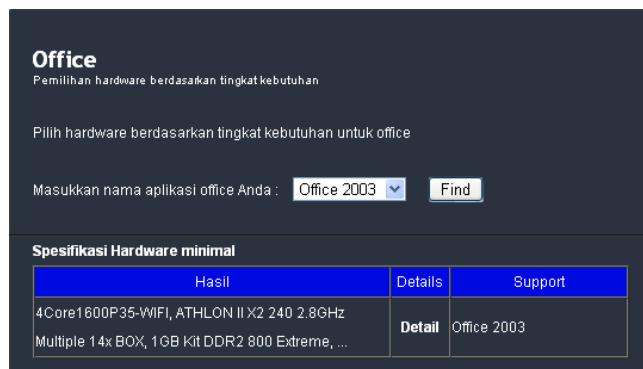 Office
Pemilihan hardware berdasarkan tingkat kebutuhan
Pilih hardware berdasarkan tingkat kebutuhan untuk office
Masukkan nama aplikasi office Anda : Office 2003 Find
Spesifikasi Hardware minimal
Hasil Details Support
4Core1600P35-WIFI, ATHLON II X2 240 2.8GHz
Multiple 14x BOX, 1GB Kit DDR2 800 Extreme, ... Detail Office 2003